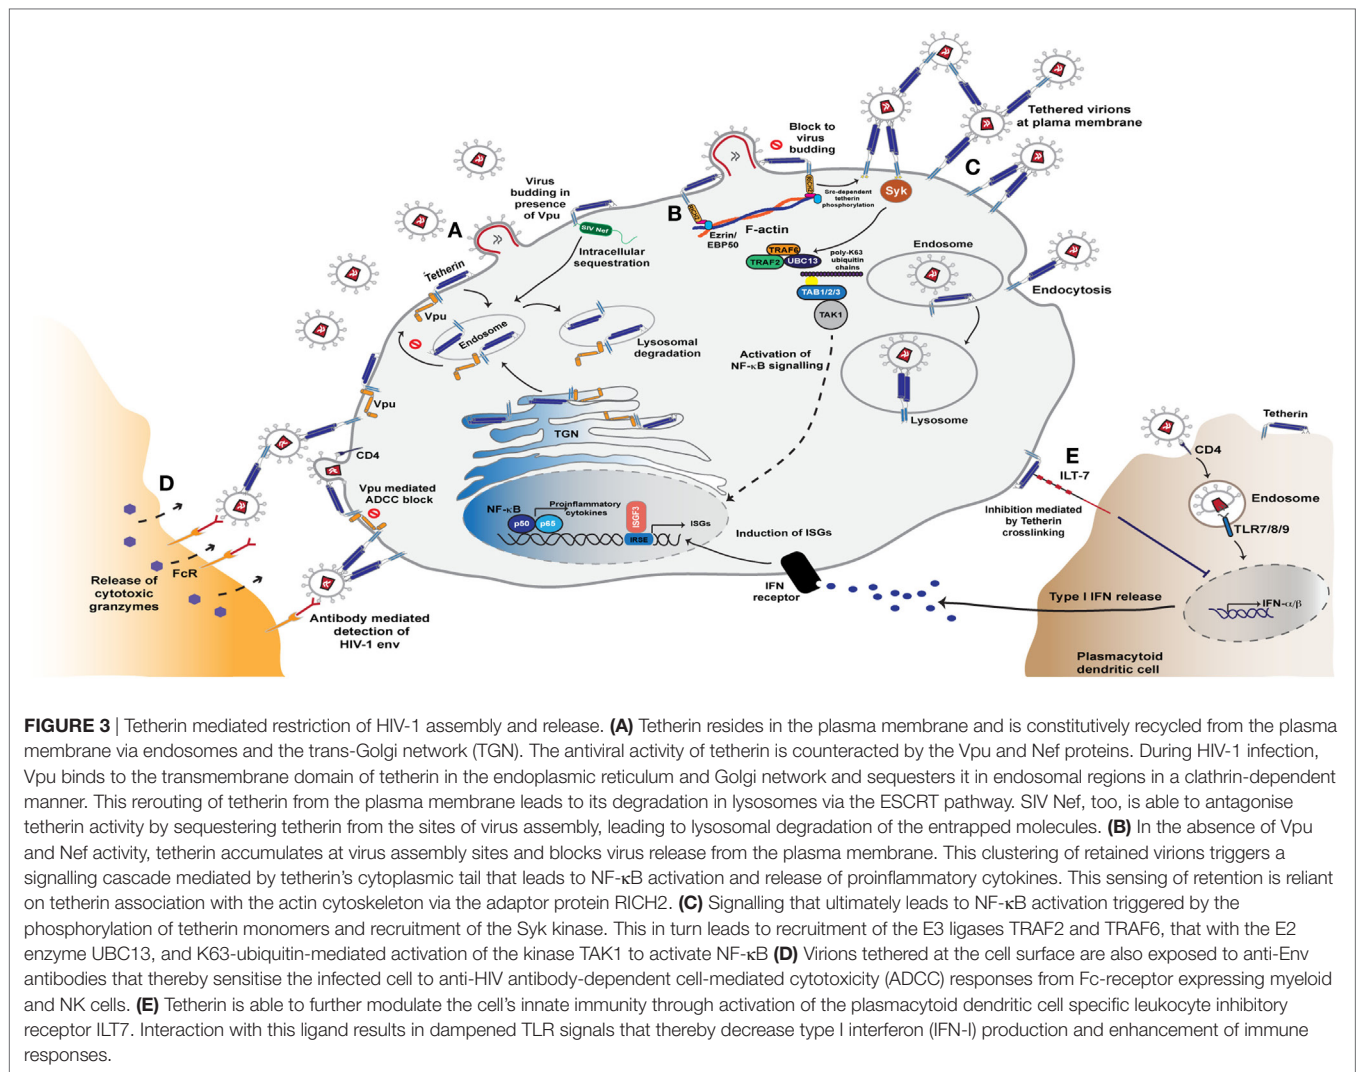 Tethered virions
at plama membrane
Block to
virus
budding
C
Virus
budding in
presence
of Vpu
A
B
RICH2
RICH2
Src-dependent
tetherin
phosphorylation
Syk
SIV Nef
Ezrin/
EBP50
F-actin
Intracellular
sequestration
Tetherin
Vpu
TRAF6
TRAF2
UBC13
poly-K63
ubiquitin
chains
TAB1/2/3
TAK1
Endosome
Endocytosis
Endosome
Lysosomal
degradation
Activation of
NF-κB signalling
Lysosome
Vpu
TGN
CD4
D
Vpu mediated
ADCC block
Release of
cytotoxic
granzymes
FcR
Antibody mediated
detection of
HIV-1 env
NF-κB
Proinflammatory
cytokines
p50
p65
ISGF3
IRSE
ISGs
Induction of ISGs
IFN
receptor
E
ILT-7
Inhibition mediated
by Tetherin
crosslinking
Tetherin
CD4
Endosome
TLR7/8/9
Type I IFN release
IFN-α/β
Plasmacytoid
dendritic cell
FIGURE 3 | Tetherin mediated restriction of HIV-1 assembly and release. (A) Tetherin resides in the plasma membrane and is constitutively recycled from the plasma
membrane via endosomes and the trans-Golgi network (TGN). The antiviral activity of tetherin is counteracted by the Vpu and Nef proteins. During HIV-1 infection,
Vpu binds to the transmembrane domain of tetherin in the endoplasmic reticulum and Golgi network and sequesters it in endosomal regions in a clathrin-dependent
manner. This rerouting of tetherin from the plasma membrane leads to its degradation in lysosomes via the ESCRT pathway. SIV Nef, too, is able to antagonise
tetherin activity by sequestering tetherin from the sites of virus assembly, leading to lysosomal degradation of the entrapped molecules. (B) In the absence of Vpu
and Nef activity, tetherin accumulates at virus assembly sites and blocks virus release from the plasma membrane. This clustering of retained virions triggers a
signalling cascade mediated by tetherin's cytoplasmic tail that leads to NF-κB activation and release of proinflammatory cytokines. This sensing of retention is reliant
on tetherin association with the actin cytoskeleton via the adaptor protein RICH2. (C) Signalling that ultimately leads to NF-κB activation triggered by the
phosphorylation of tetherin monomers and recruitment of the Syk kinase. This in turn leads to recruitment of the E3 ligases TRAF2 and TRAF6, that with the E2
enzyme UBC13, and K63-ubiquitin-mediated activation of the kinase TAK1 to activate NF-κB (D) Virions tethered at the cell surface are also exposed to anti-Env
antibodies that thereby sensitise the infected cell to anti-HIV antibody-dependent cell-mediated cytotoxicity (ADCC) responses from Fc-receptor expressing myeloid
and NK cells. (E) Tetherin is able to further modulate the cell's innate immunity through activation of the plasmacytoid dendritic cell specific leukocyte inhibitory
receptor ILT7. Interaction with this ligand results in dampened TLR signals that thereby decrease type I interferon (IFN-I) production and enhancement of immune
responses.